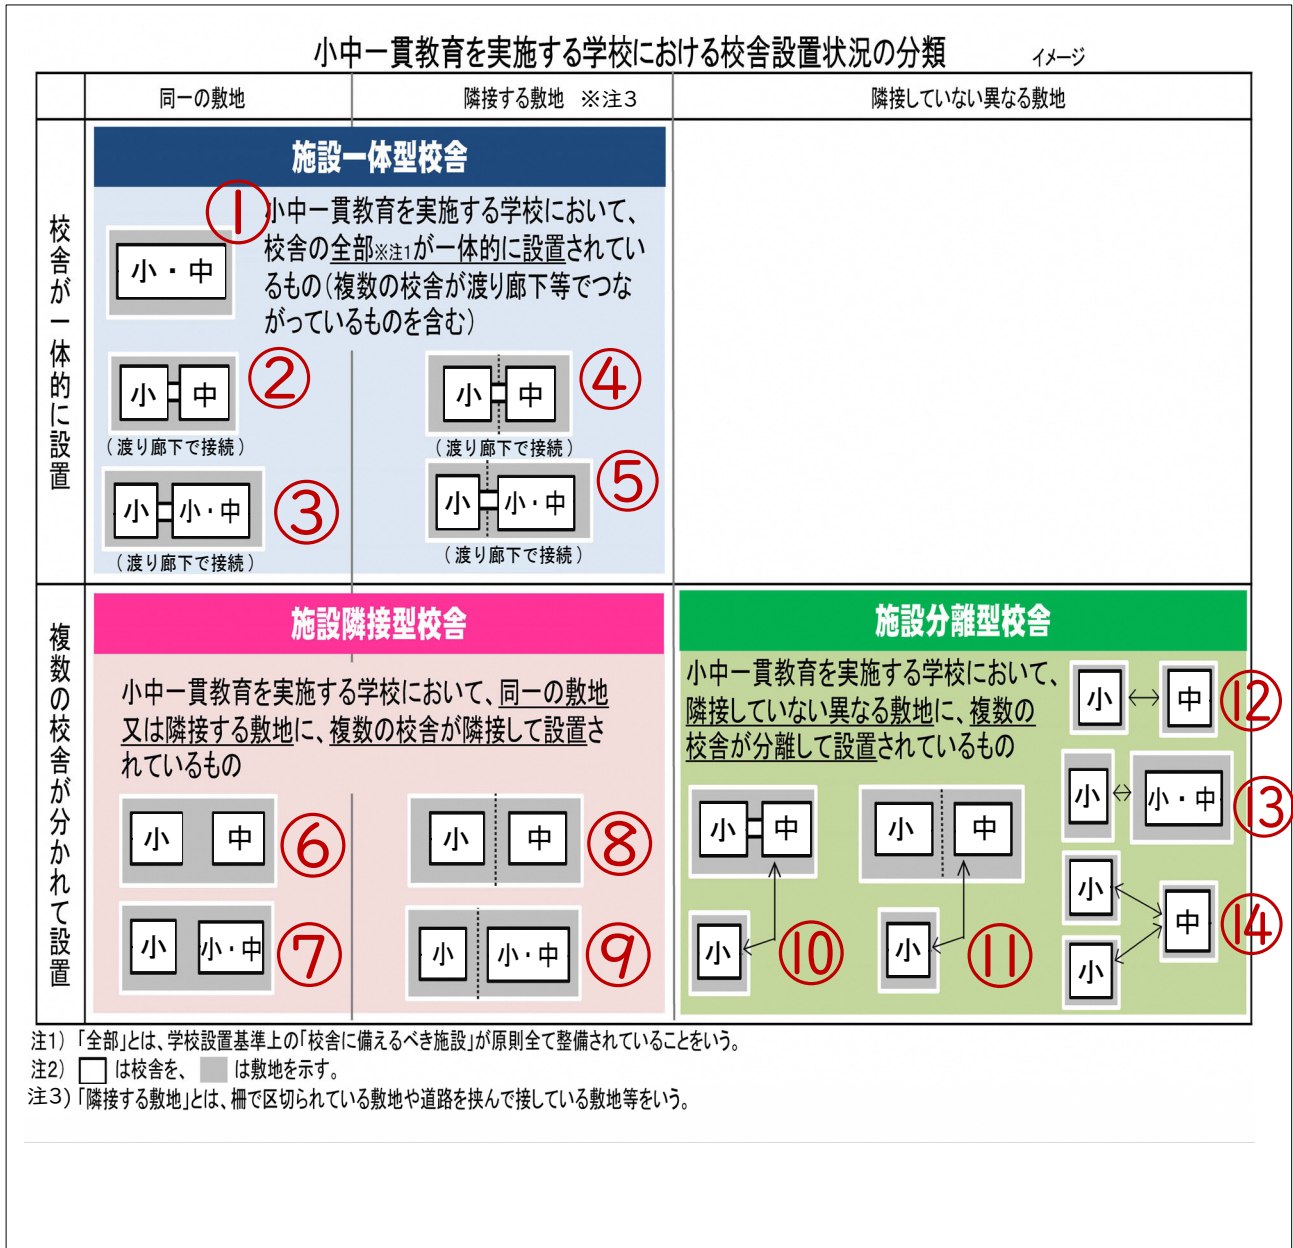 小中一貫教育を実施する学校における校舎設置状況の分類 イメージ
同一の敷地 隣接する敷地 ※注3 隣接していない異なる敷地
校舎が一体的に設置
施設一体型校舎
①
小中一貫教育を実施する学校において、
校舎の全部※注1が一体的に設置されてい
るもの(複数の校舎が渡り廊下等でつな
がっているものを含む)
小・中
小 中 ②
(渡り廊下で接続)
小 小・中 ③
(渡り廊下で接続)
小 中 ④
(渡り廊下で接続)
小 小・中 ⑤
(渡り廊下で接続)
複数の校舎が分かれて設置
施設隣接型校舎
小中一貫教育を実施する学校において、同一の敷地
又は隣接する敷地に、複数の校舎が隣接して設置さ
れているもの
小 中 ⑥
小 小・中 ⑦
小 中 ⑧
小 小・中 ⑨
施設分離型校舎
小中一貫教育を実施する学校において、
隣接していない異なる敷地に、複数の
校舎が分離して設置されているもの
小 中
小 ⑩
小 中
小 ⑪
小 中 ⑫
小 小・中 ⑬
小
中 ⑭
小
注1) 「全部」とは、学校設置基準上の「校舎に備えるべき施設」が原則全て整備されていることをいう。
注2) は校舎を、 は敷地を示す。
注3)「隣接する敷地」とは、柵で区切られている敷地や道路を挟んで接している敷地等をいう。